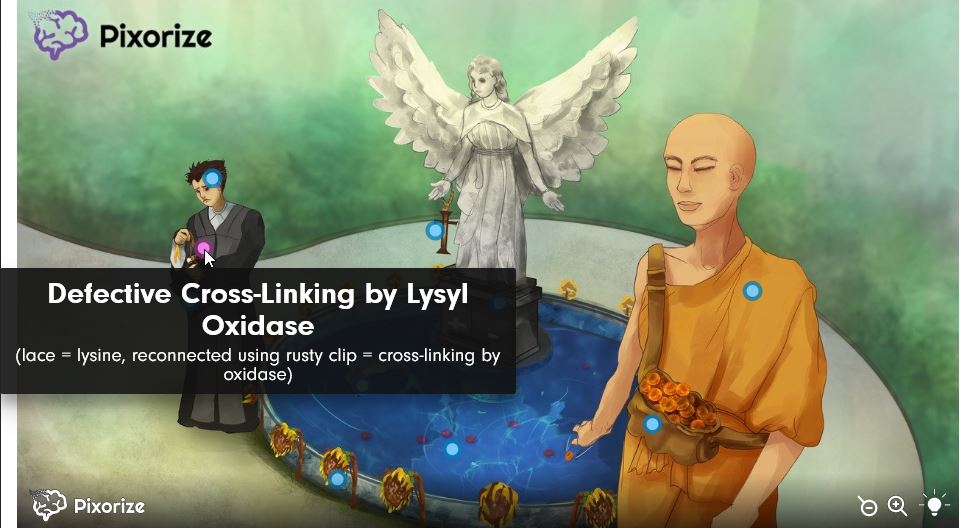 Pixorize
Defective Cross-Linking by Lysyl
Oxidase
(lace = lysine, reconnected using rusty clip = cross-linking by
oxidase)
Pixorize